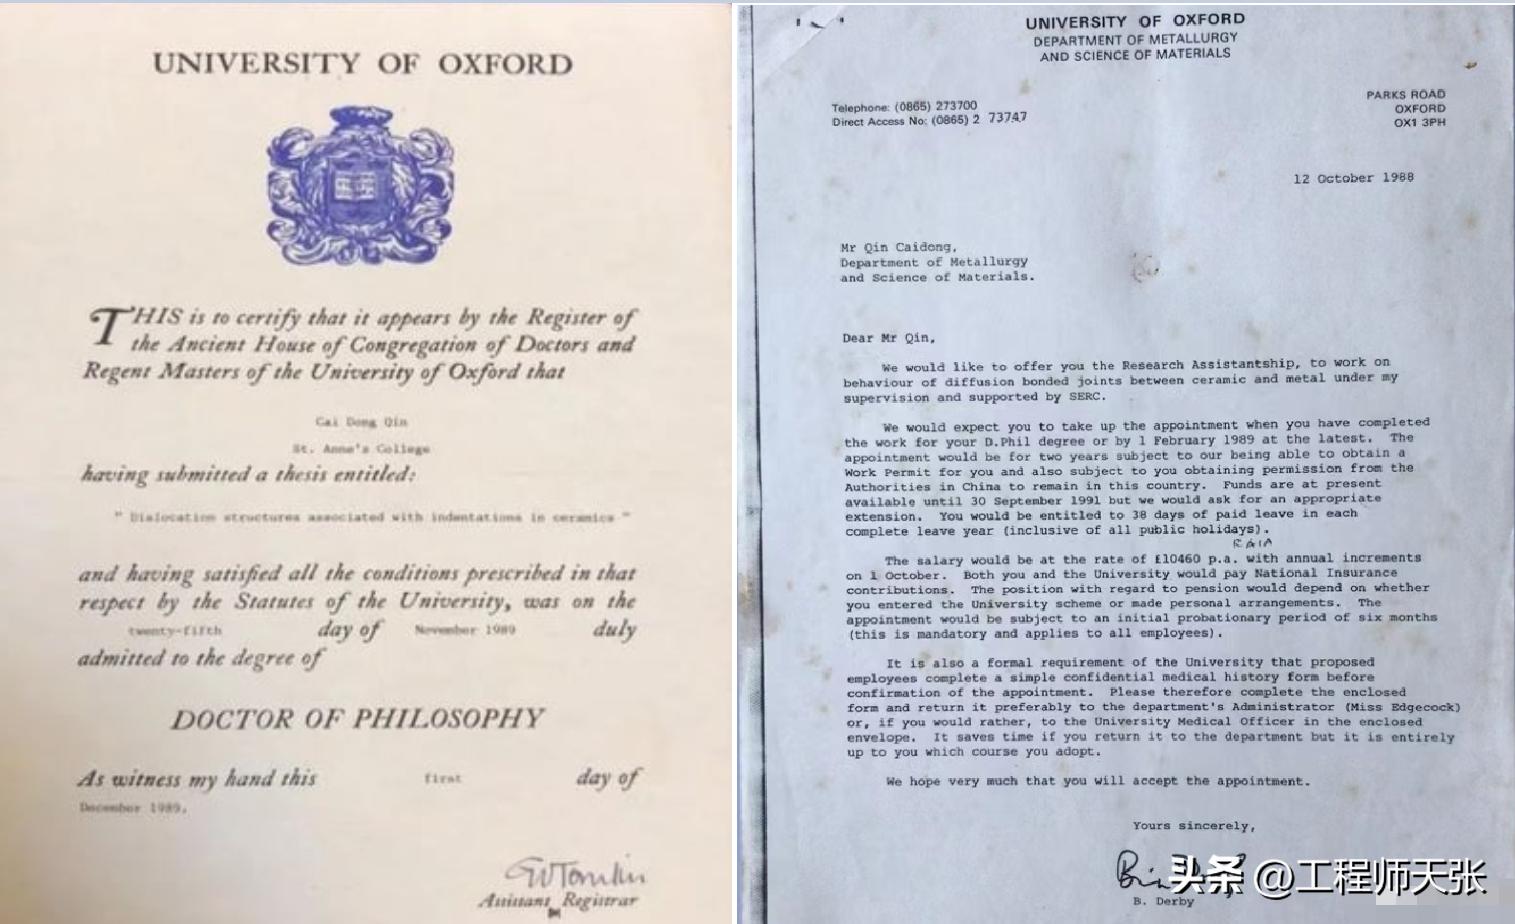 UNIVERSITY OF OXFORD
THIS is to certify that it appears by the Register of
the Ancient House of Congregation of Doctors and
Regent Masters of the University of Oxford that
Cai Dong Qin
St. Anne's College
having submitted a thesis entitled:
" Dislocation structures associated with indentations in ceramics "
and having satisfied all the conditions prescribed in that
respect by the Statutes of the University, was on the
twenty-fifth day of November 1989 duly
admitted to the degree of
DOCTOR OF PHILOSOPHY
As witness my hand this first day of
December 1989.
Tomlin
Assistant Registrar
UNIVERSITY OF OXFORD
DEPARTMENT OF METALLURGY
AND SCIENCE OF MATERIALS
Telephone: (0865) 273700
Direct Access No: (0865) 2 73747
PARKS ROAD
OXFORD
OX1 3PH
12 October 1988
Mr Qin Caidong,
Department of Metallurgy
and Science of Materials.
Dear Mr Qin,
We would like to offer you the Research Assistantship, to work on
behaviour of diffusion bonded joints between ceramic and metal under my
supervision and supported by SERC.
We would expect you to take up the appointment when you have completed
the work for your D.Phil degree or by 1 February 1989 at the latest. The
appointment would be for two years subject to our being able to obtain a
Work Permit for you and also subject to you obtaining permission from the
Authorities in China to remain in this country. Funds are at present
available until 30 September 1991 but we would ask for an appropriate
extension. You would be entitled to 38 days of paid leave in each
complete leave year (inclusive of all public holidays).
The salary would be at the rate of £10460 p.a. with annual increments
on 1 October. Both you and the University would pay National Insurance
contributions. The position with regard to pension would depend on whether
you entered the University scheme or made personal arrangements. The
appointment would be subject to an initial probationary period of six months
(this is mandatory and applies to all employees).
It is also a formal requirement of the University that proposed
employees complete a simple confidential medical history form before
confirmation of the appointment. Please therefore complete the enclosed
form and return it preferably to the department's Administrator (Miss Edgecock)
or, if you would rather, to the University Medical Officer in the enclosed
envelope. It saves time if you return it to the department but it is entirely
up to you which course you adopt.
We hope very much that you will accept the appointment.
Yours sincerely,
B. Derby
头条 @工程师天张